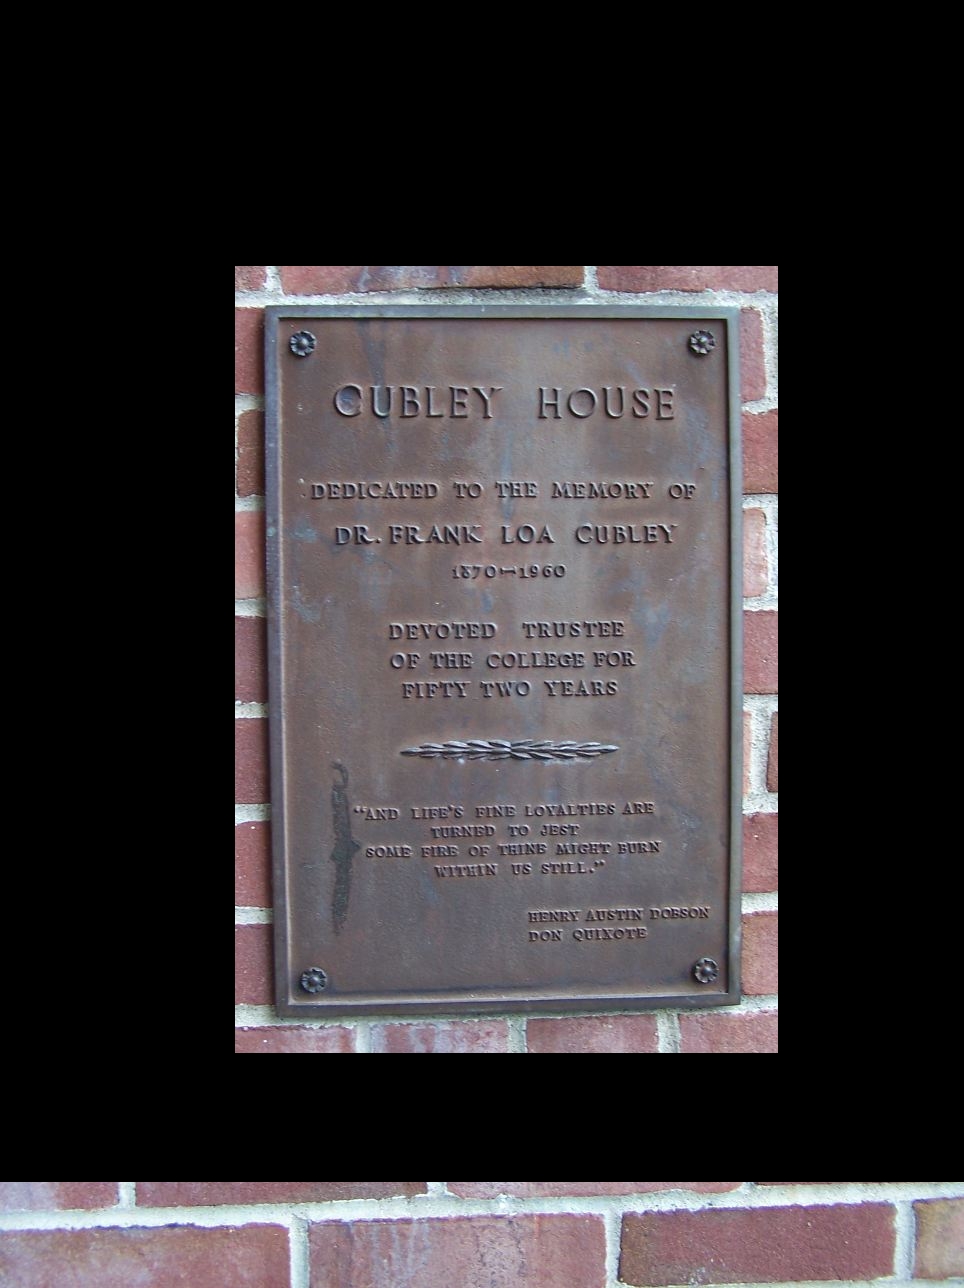 CUBLEY HOUSE
DEDICATED TO THE MEMORY OF
DR. FRANK LOA CUBLEY
1870-1960
DEVOTED TRUSTEE
OF THE COLLEGE FOR
FIFTY TWO YEARS
"AND LIFE'S FINE LOYALTIES ARE
TURNED TO JEST
SOME FIRE OF THINE MIGHT BURN
WITHIN US STILL."
HENRY AUSTIN DOBSON
DON QUIXOTE